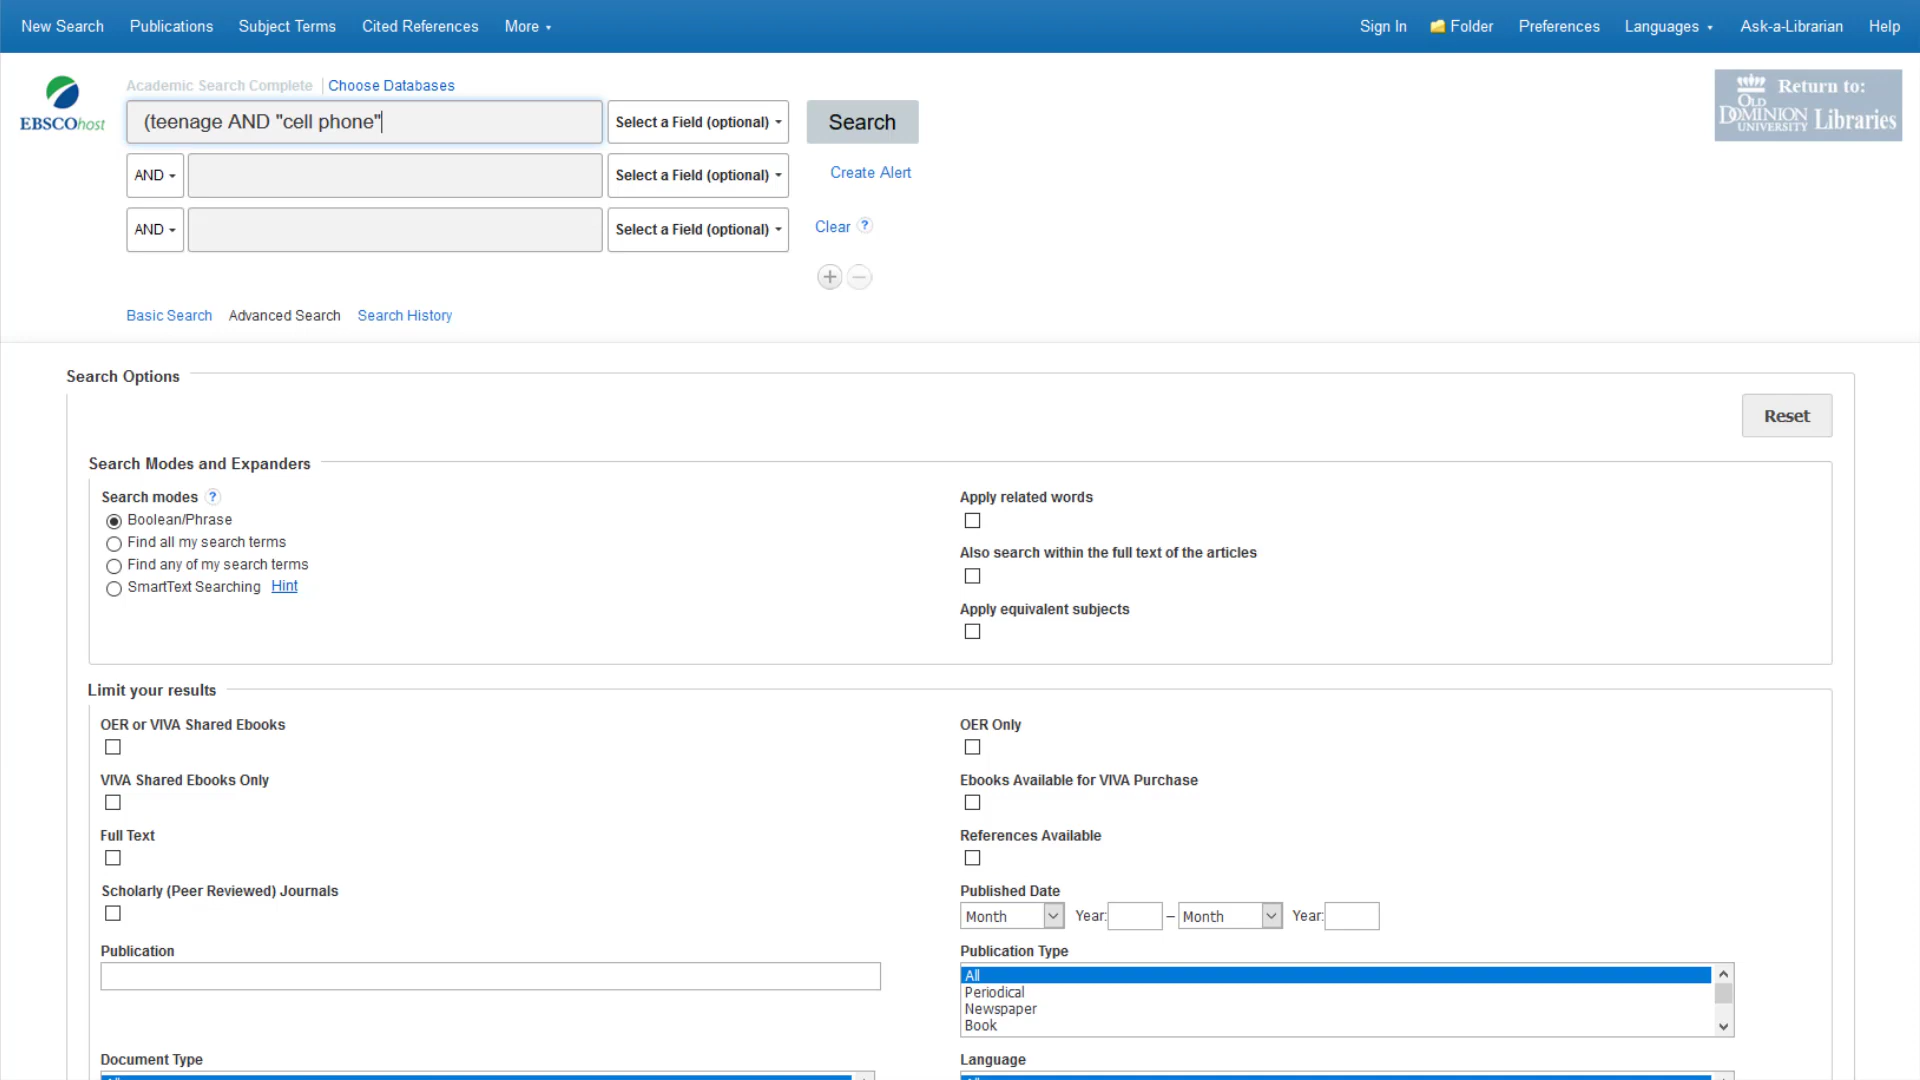 New Search Publications Subject Terms Cited References More Sign In Folder Preferences Languages Ask-a-Librarian Help
Academic Search Complete Choose Databases
EBSCOhost
(teenage AND "cell phone" Select a Field (optional) Search
Return to:
OLD DOMINION UNIVERSITY Libraries
AND Select a Field (optional) Create Alert
AND Select a Field (optional) Clear ?
Basic Search Advanced Search Search History
Search Options
Reset
Search Modes and Expanders
Search modes ?
Boolean/Phrase
Find all my search terms
Find any of my search terms
SmartText Searching Hint
Apply related words
Also search within the full text of the articles
Apply equivalent subjects
Limit your results
OER or VIVA Shared Ebooks
OER Only
VIVA Shared Ebooks Only
Ebooks Available for VIVA Purchase
Full Text
References Available
Scholarly (Peer Reviewed) Journals
Published Date
Month Year: – Month Year:
Publication
Publication Type
All
Periodical
Newspaper
Book
Document Type
Language